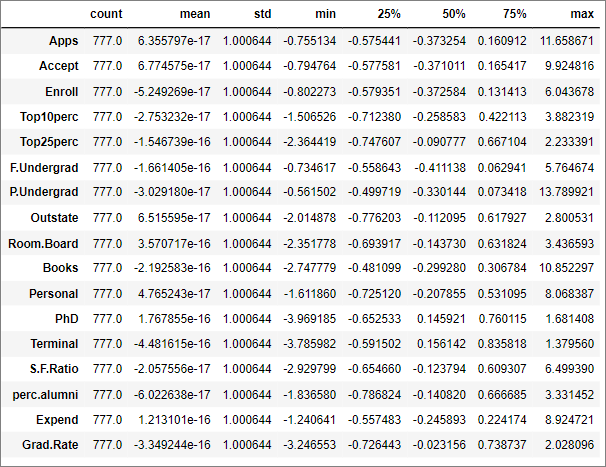 count mean std min 25% 50% 75% max
Apps 777.0 6.355797e-17 1.000644 -0.755134 -0.575441 -0.373254 0.160912 11.658671
Accept 777.0 6.774575e-17 1.000644 -0.794764 -0.577581 -0.371011 0.165417 9.924816
Enroll 777.0 -5.249269e-17 1.000644 -0.802273 -0.579351 -0.372584 0.131413 6.043678
Top10perc 777.0 -2.753232e-17 1.000644 -1.506526 -0.712380 -0.258583 0.422113 3.882319
Top25perc 777.0 -1.546739e-16 1.000644 -2.364419 -0.747607 -0.090777 0.667104 2.233391
F.Undergrad 777.0 -1.661405e-16 1.000644 -0.734617 -0.558643 -0.411138 0.062941 5.764674
P.Undergrad 777.0 -3.029180e-17 1.000644 -0.561502 -0.499719 -0.330144 0.073418 13.789921
Outstate 777.0 6.515595e-17 1.000644 -2.014878 -0.776203 -0.112095 0.617927 2.800531
Room.Board 777.0 3.570717e-16 1.000644 -2.351778 -0.693917 -0.143730 0.631824 3.436593
Books 777.0 -2.192583e-16 1.000644 -2.747779 -0.481099 -0.299280 0.306784 10.852297
Personal 777.0 4.765243e-17 1.000644 -1.611860 -0.725120 -0.207855 0.531095 8.068387
PhD 777.0 1.767855e-16 1.000644 -3.969185 -0.652533 0.145921 0.760115 1.681408
Terminal 777.0 -4.481615e-16 1.000644 -3.785982 -0.591502 0.156142 0.835818 1.379560
S.F.Ratio 777.0 -2.057556e-17 1.000644 -2.929799 -0.654660 -0.123794 0.609307 6.499390
perc.alumni 777.0 -6.022638e-17 1.000644 -1.836580 -0.786824 -0.140820 0.666685 3.331452
Expend 777.0 1.213101e-16 1.000644 -1.240641 -0.557483 -0.245893 0.224174 8.924721
Grad.Rate 777.0 -3.349244e-16 1.000644 -3.246553 -0.726443 -0.023156 0.738737 2.028096